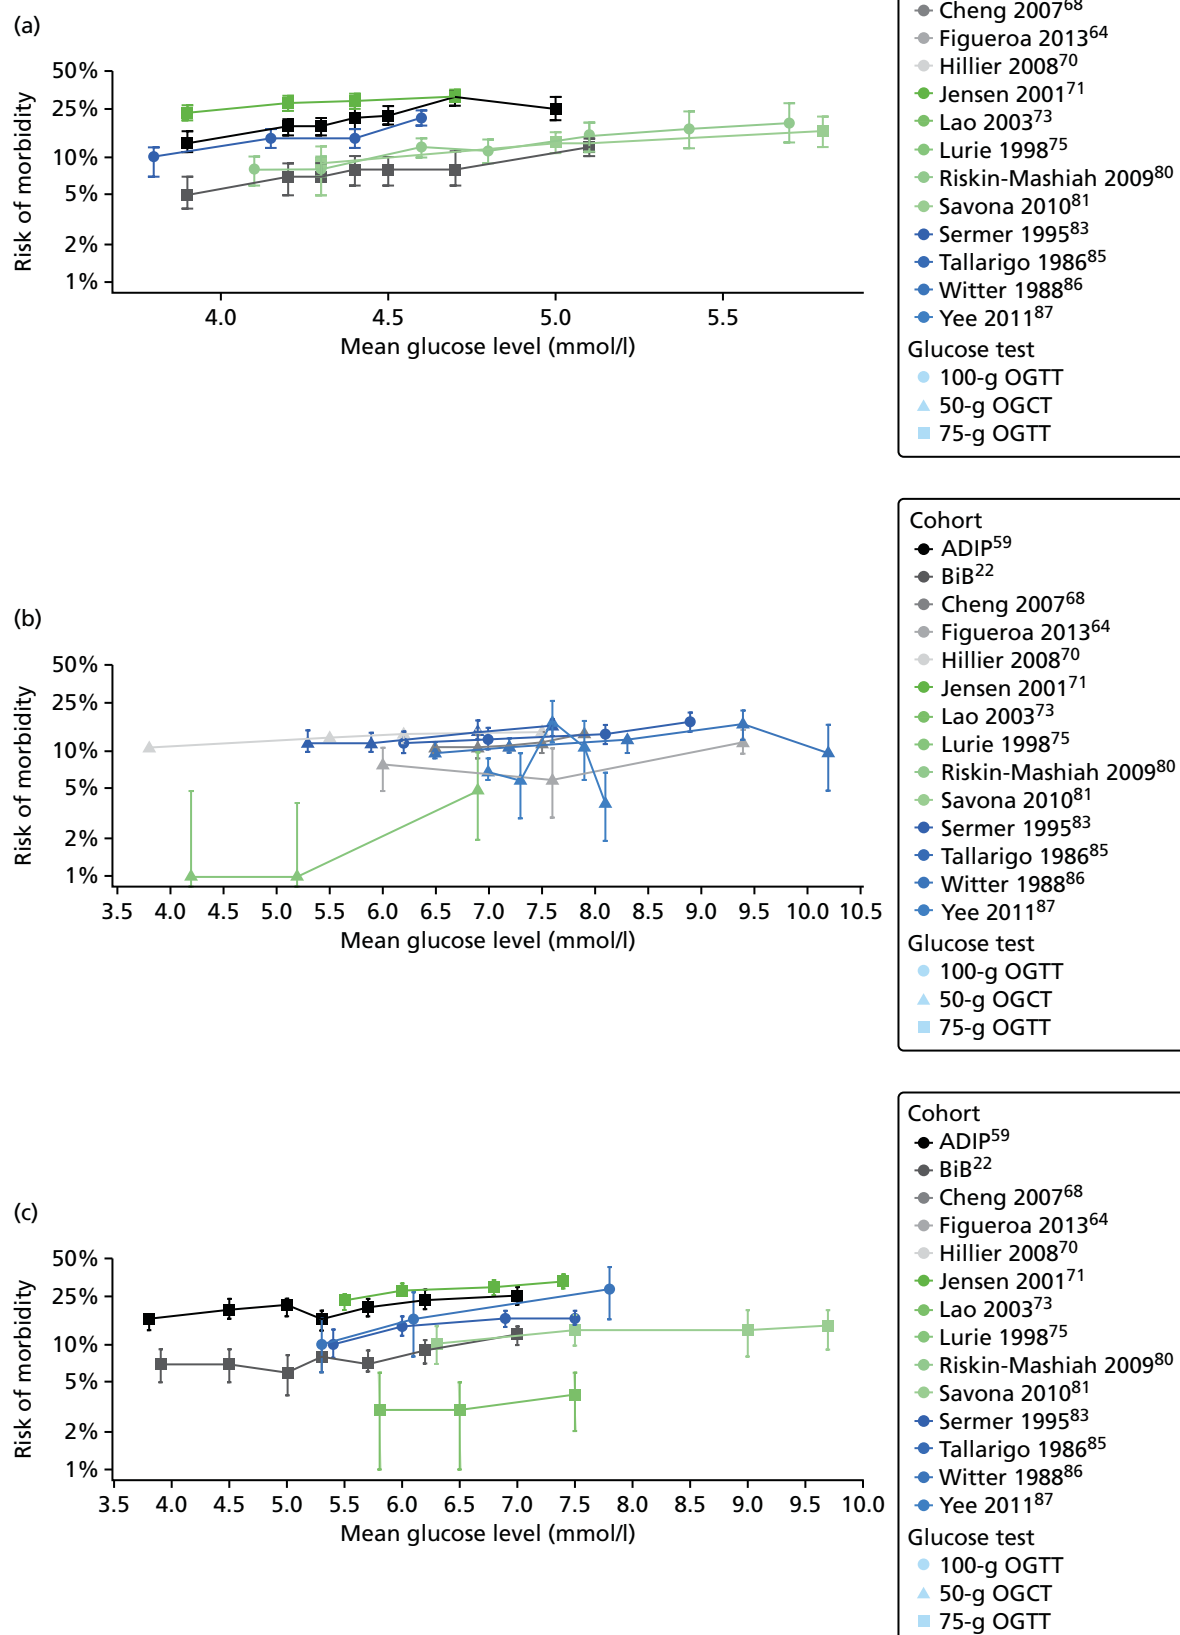 (a)
50%
25%
10%
5%
2%
1%
Risk of morbidity
4.0 4.5 5.0 5.5
Mean glucose level (mmol/l)
Cheng 2007⁶⁸
Figueroa 2013⁶⁴
Hillier 2008⁷⁰
Jensen 2001⁷¹
Lao 2003⁷³
Lurie 1998⁷⁵
Riskin-Mashiah 2009⁸⁰
Savona 2010⁸¹
Sermer 1995⁸³
Tallarigo 1986⁸⁵
Witter 1988⁸⁶
Yee 2011⁸⁷
Glucose test
100-g OGTT
50-g OGCT
75-g OGTT
(b)
50%
25%
10%
5%
2%
1%
Risk of morbidity
3.5 4.0 4.5 5.0 5.5 6.0 6.5 7.0 7.5 8.0 8.5 9.0 9.5 10.0 10.5
Mean glucose level (mmol/l)
Cohort
ADIP⁵⁹
BiB²²
Cheng 2007⁶⁸
Figueroa 2013⁶⁴
Hillier 2008⁷⁰
Jensen 2001⁷¹
Lao 2003⁷³
Lurie 1998⁷⁵
Riskin-Mashiah 2009⁸⁰
Savona 2010⁸¹
Sermer 1995⁸³
Tallarigo 1986⁸⁵
Witter 1988⁸⁶
Yee 2011⁸⁷
Glucose test
100-g OGTT
50-g OGCT
75-g OGTT
(c)
50%
25%
10%
5%
2%
1%
Risk of morbidity
3.5 4.0 4.5 5.0 5.5 6.0 6.5 7.0 7.5 8.0 8.5 9.0 9.5 10.0
Mean glucose level (mmol/l)
Cohort
ADIP⁵⁹
BiB²²
Cheng 2007⁶⁸
Figueroa 2013⁶⁴
Hillier 2008⁷⁰
Jensen 2001⁷¹
Lao 2003⁷³
Lurie 1998⁷⁵
Riskin-Mashiah 2009⁸⁰
Savona 2010⁸¹
Sermer 1995⁸³
Tallarigo 1986⁸⁵
Witter 1988⁸⁶
Yee 2011⁸⁷
Glucose test
100-g OGTT
50-g OGCT
75-g OGTT